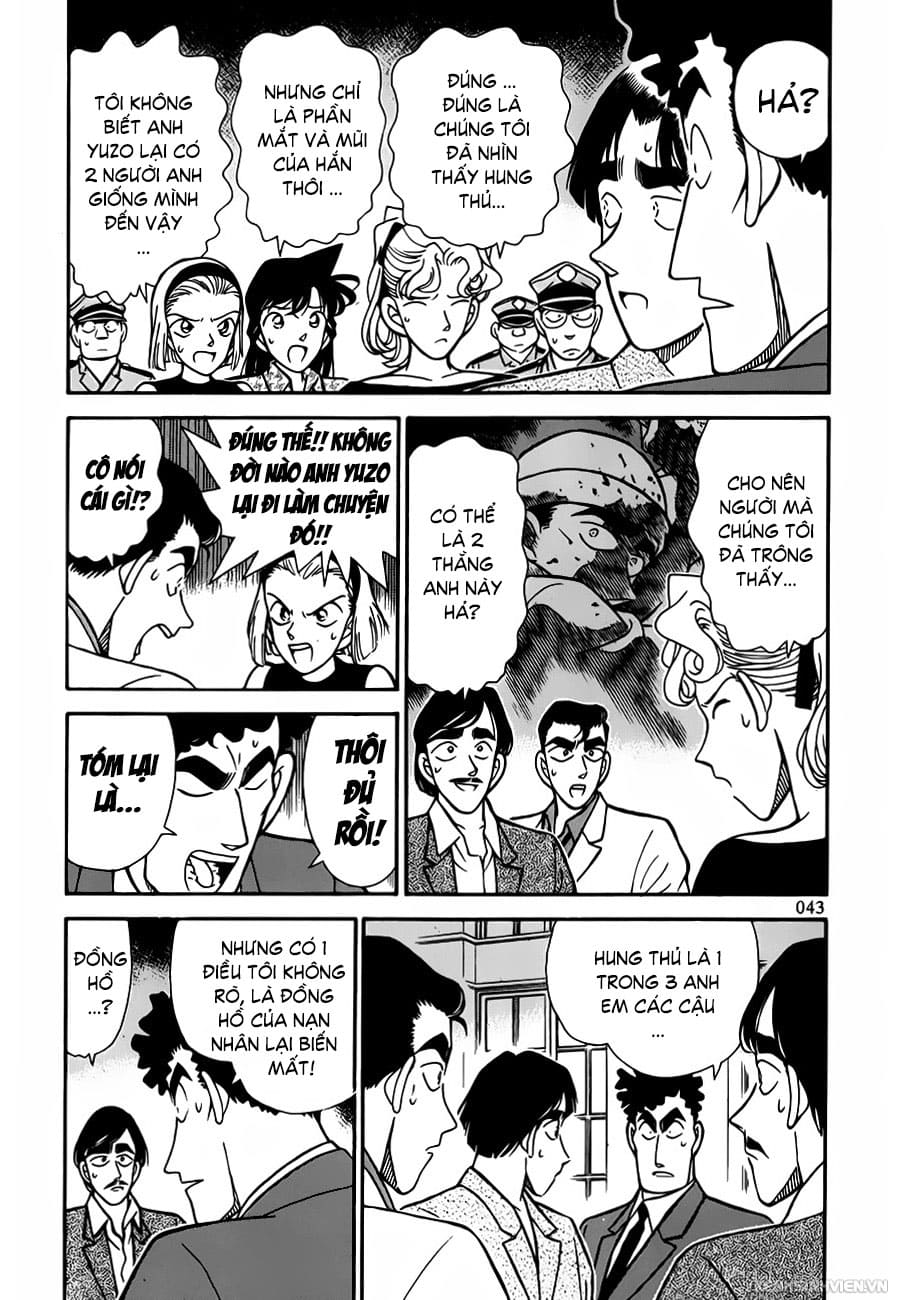 HẢ?
ĐÚNG ...
ĐÚNG LÀ
CHÚNG TÔI
ĐÃ NHÌN
THẤY HUNG
THỦ...
NHƯNG CHỈ
LÀ PHẦN
MẮT VÀ MŨI
CỦA HẮN
THÔI ...
TÔI KHÔNG
BIẾT ANH
YUZO LẠI CÓ
2 NGƯỜI ANH
GIỐNG MÌNH
ĐẾN VẬY
...
CHO NÊN
NGƯỜI MÀ
CHÚNG TÔI
ĐÃ TRÔNG
THẤY...
CÓ THỂ
LÀ 2
THẰNG
ANH NÀY
HẢ?
ĐÚNG THẾ!! KHÔNG
ĐỜI NÀO ANH YUZO
LẠI ĐI LÀM CHUYỆN
ĐÓ!!
CÔ NÓI
CÁI GÌ!?
THÔI
ĐỦ
RỒI!
TÓM LẠI
LÀ...
043
HUNG THỦ LÀ 1
TRONG 3 ANH
EM CÁC CẬU
...
NHƯNG CÓ 1
ĐIỀU TÔI KHÔNG
RÕ, LÀ ĐỒNG
HỒ CỦA NẠN
NHÂN LẠI BIẾN
MẤT!
ĐỒNG
HỒ
...?